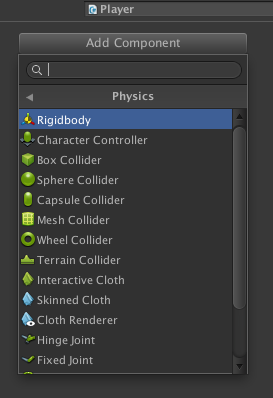 Player
Add Component
Physics
Rigidbody
Character Controller
Box Collider
Sphere Collider
Capsule Collider
Mesh Collider
Wheel Collider
Terrain Collider
Interactive Cloth
Skinned Cloth
Cloth Renderer
Hinge Joint
Fixed Joint